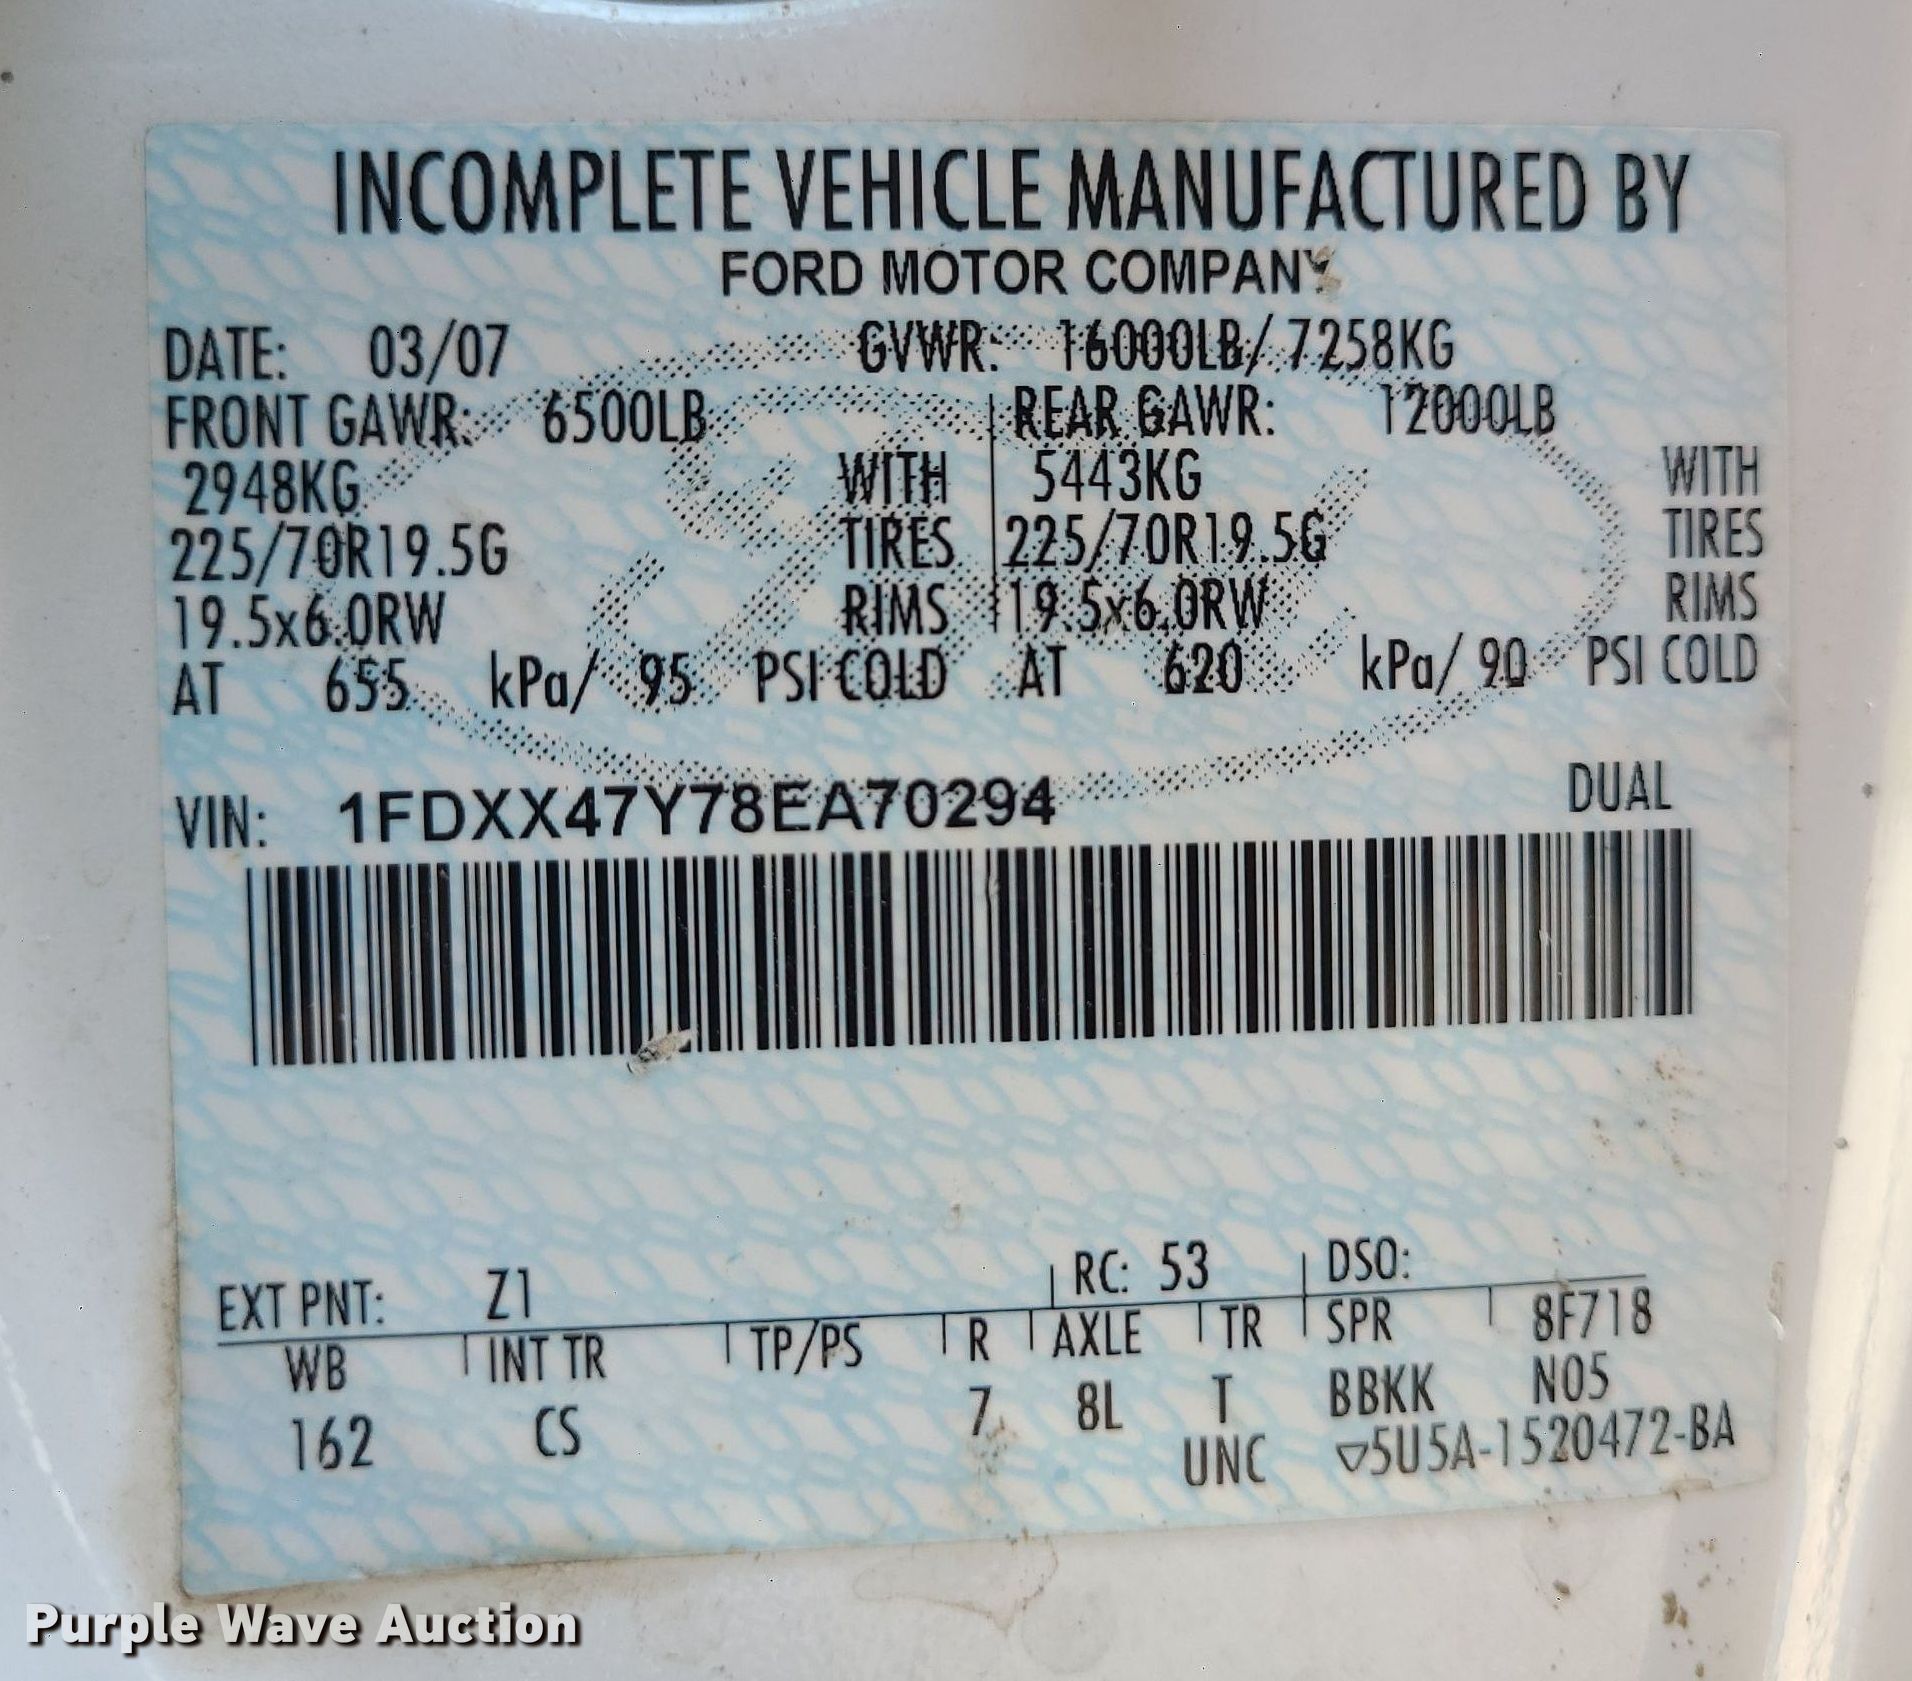 INCOMPLETE VEHICLE MANUFACTURED BY
FORD MOTOR COMPANY
DATE: 03/07 GVWR: 16000LB/ 7258KG
FRONT GAWR: 6500LB REAR GAWR: 12000LB
2948KG WITH 5443KG WITH
225/70R19.5G TIRES 225/70R19.5G TIRES
19.5x6.0RW RIMS 19.5x6.0RW RIMS
AT 655 kPa/ 95 PSI COLD AT 620 kPa/ 90 PSI COLD
VIN: 1FDXX47Y78EA70294 DUAL
EXT PNT: Z1 RC: 53 DSO:
WB INT TR TP/PS R AXLE TR SPR 8F718
162 CS 7 8L T BBKK N05
UNC ▽5U5A-1520472-BA
Purple Wave Auction